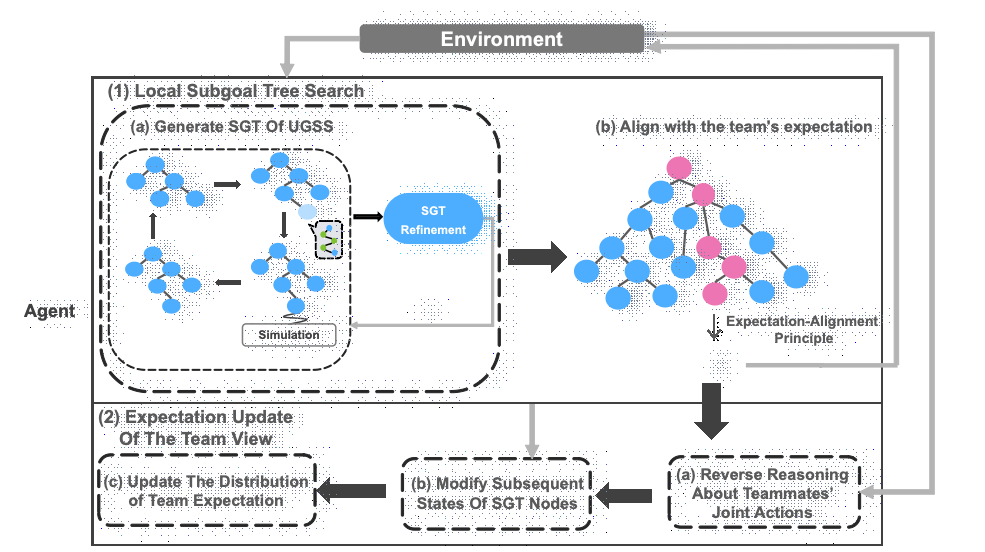 Environment
(1) Local Subgoal Tree Search
(a) Generate SGT Of UGSS
(b) Align with the team's expectation
SGT
Refinement
Agent
Simulation
Expectation-Alignment
Principle
(2) Expectation Update
Of The Team View
(c) Update The Distribution
of Team Expectation
(b) Modify Subsequent
States Of SGT Nodes
(a) Reverse Reasoning
About Teammates'
Joint Actions